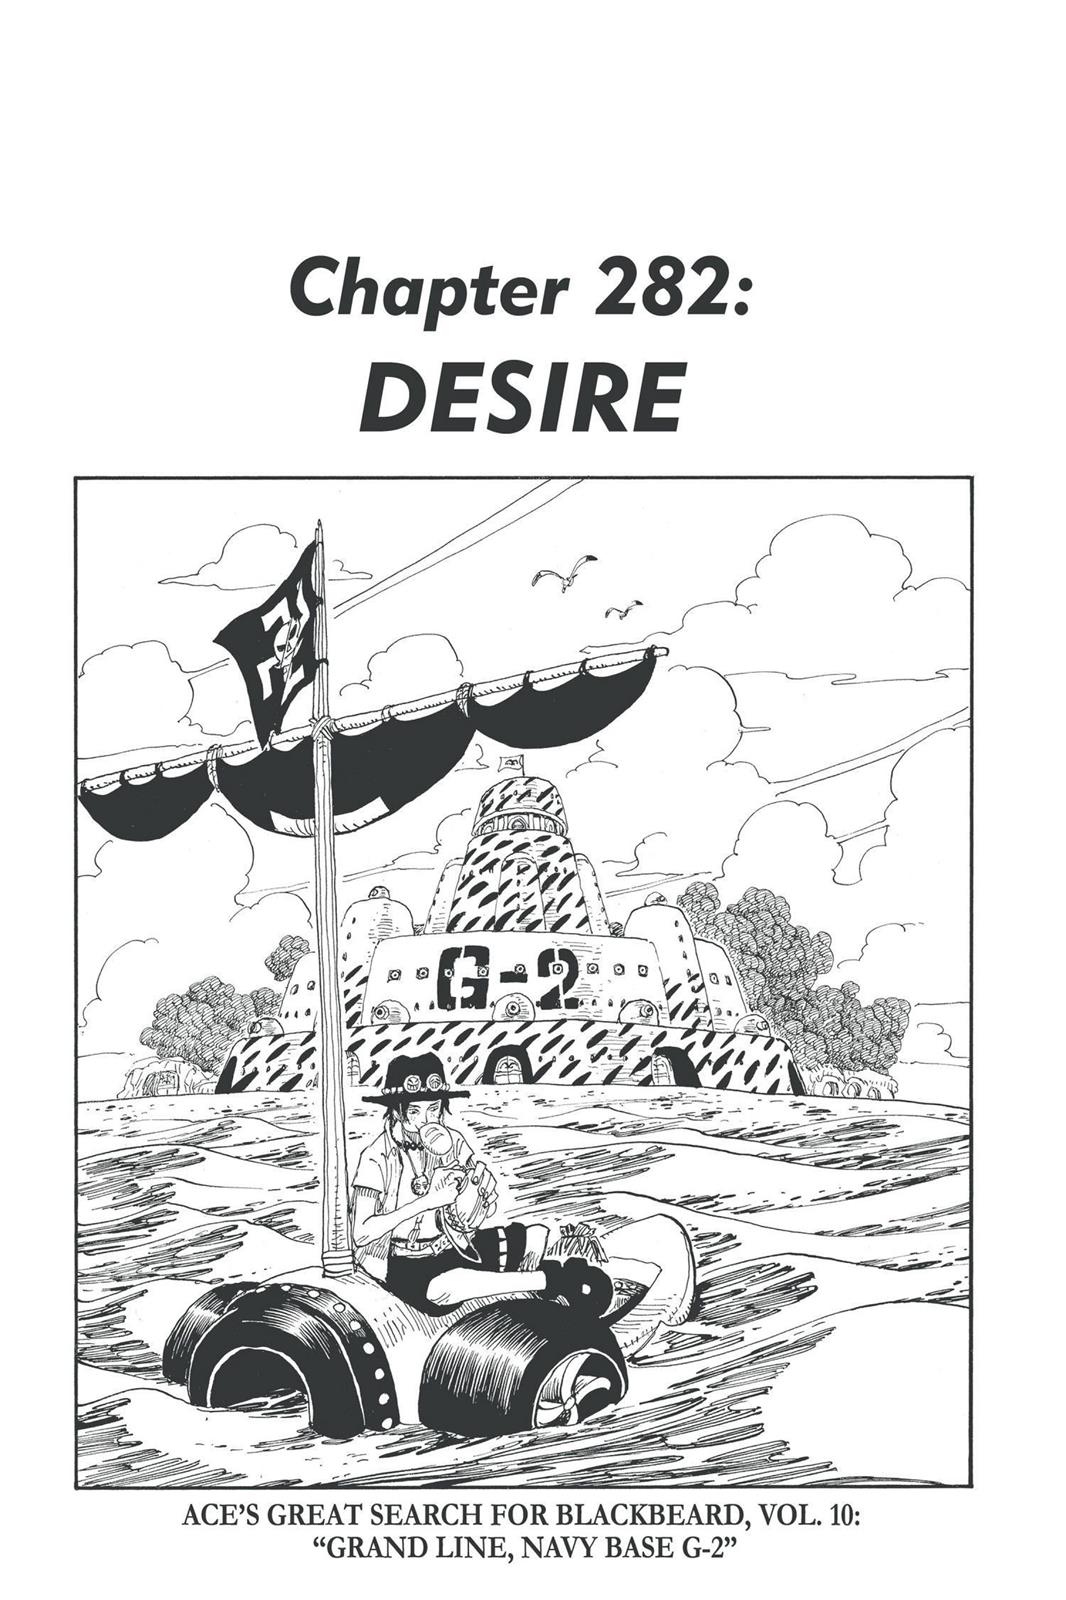 Chapter 282:
DESIRE
G-2
ACE'S GREAT SEARCH FOR BLACKBEARD, VOL. 10:
“GRAND LINE, NAVY BASE G-2”